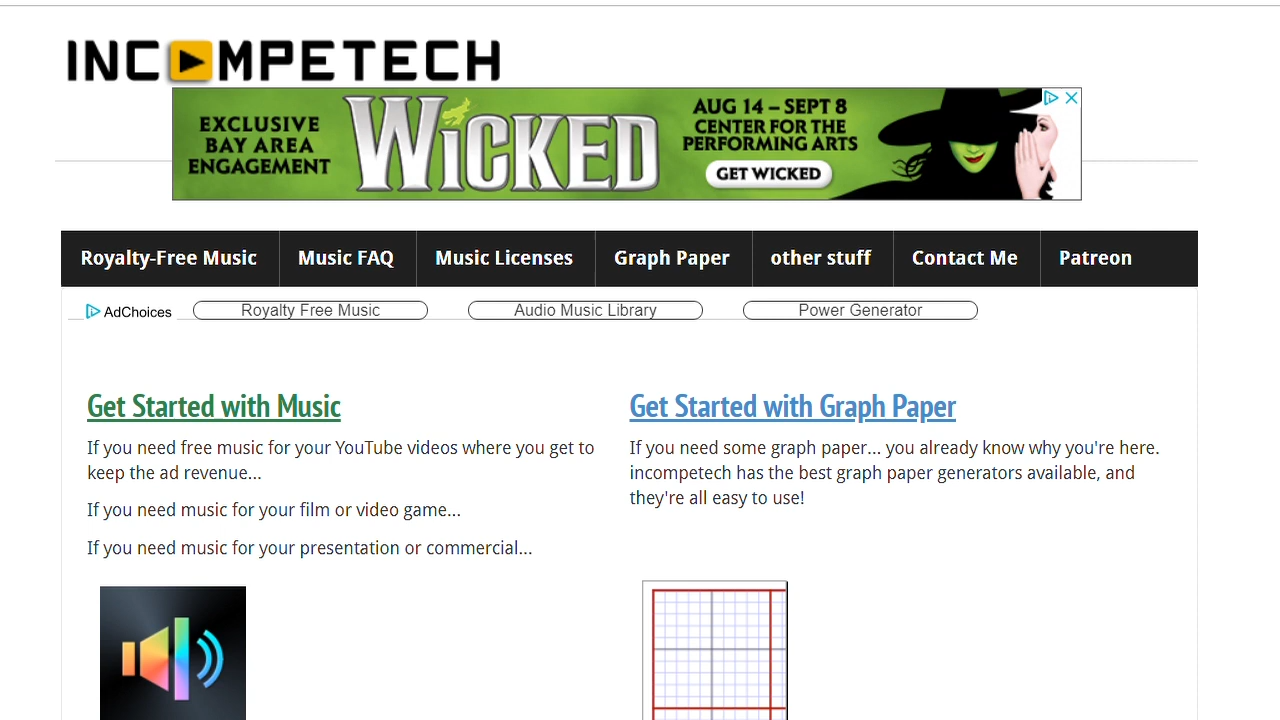 INCOMPETECH
EXCLUSIVE
BAY AREA
ENGAGEMENT
WICKED
AUG 14 – SEPT 8
CENTER FOR THE
PERFORMING ARTS
GET WICKED
Royalty-Free Music
Music FAQ
Music Licenses
Graph Paper
other stuff
Contact Me
Patreon
AdChoices
Royalty Free Music
Audio Music Library
Power Generator
Get Started with Music
If you need free music for your YouTube videos where you get to
keep the ad revenue...
If you need music for your film or video game...
If you need music for your presentation or commercial...
Get Started with Graph Paper
If you need some graph paper... you already know why you're here.
incompetech has the best graph paper generators available, and
they're all easy to use!